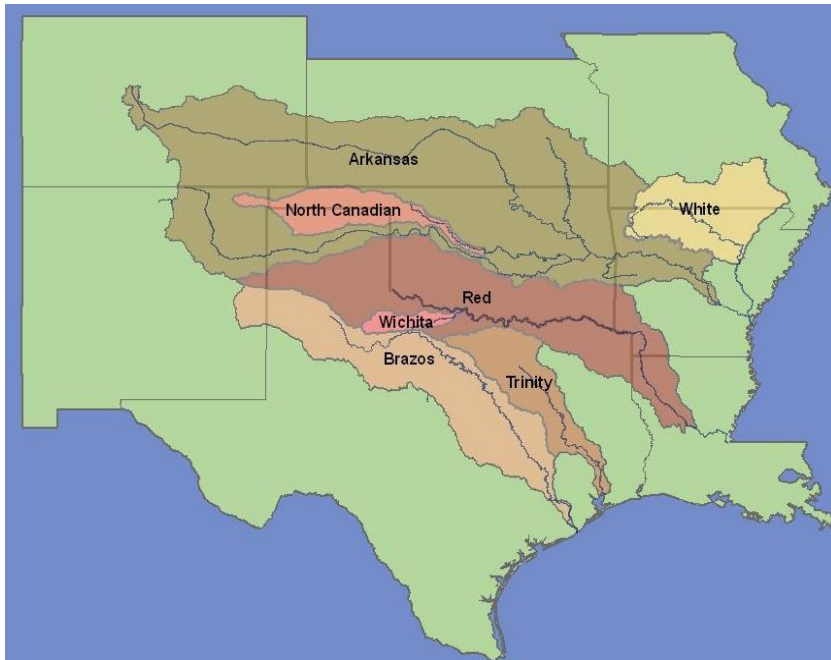 Arkansas
North Canadian
White
Red
Wichita
Brazos
Trinity